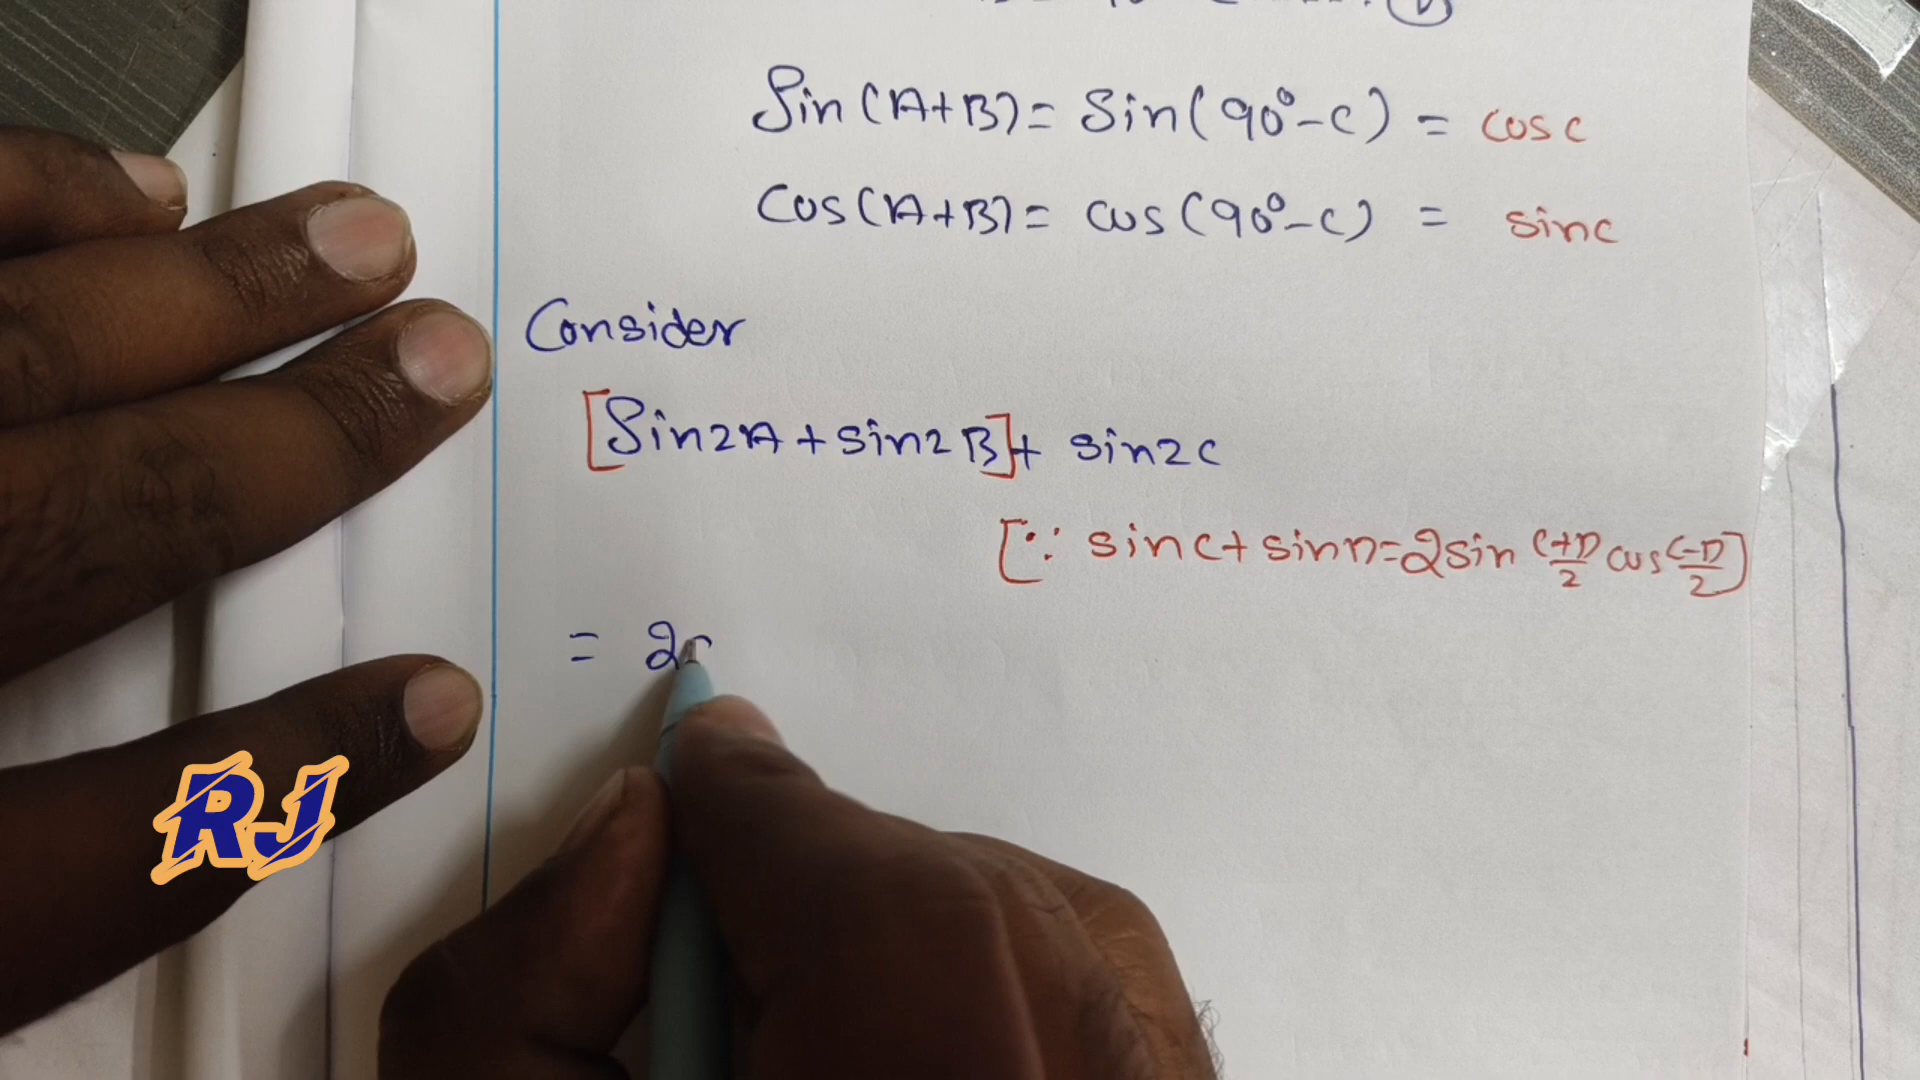 Sin(A+B) = Sin(90°-C) = cos c
Cos(A+B) = cos(90°-C) = sinc
Consider
[Sin2A + sin2B] + sin2C
[∵ sinc + sinD = 2sin C+D/2 cos C-D/2]
= 2
RJ